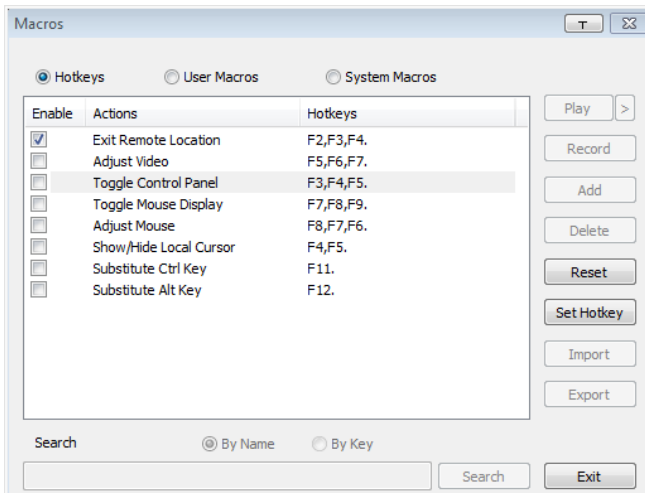 Macros
T
Hotkeys User Macros System Macros
Enable Actions Hotkeys
Exit Remote Location F2,F3,F4.
Adjust Video F5,F6,F7.
Toggle Control Panel F3,F4,F5.
Toggle Mouse Display F7,F8,F9.
Adjust Mouse F8,F7,F6.
Show/Hide Local Cursor F4,F5.
Substitute Ctrl Key F11.
Substitute Alt Key F12.
Play >
Record
Add
Delete
Reset
Set Hotkey
Import
Export
Search By Name By Key
Search Exit